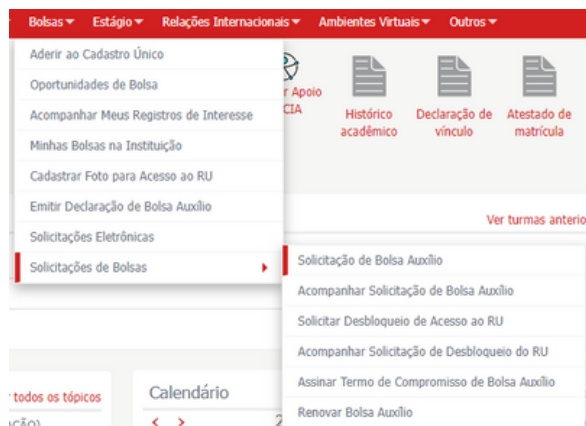 Bolsas Estágio Relações Internacionais Ambientes Virtuais Outros
Aderir ao Cadastro Único
Oportunidades de Bolsa
Acompanhar Meus Registros de Interesse
Minhas Bolsas na Instituição
Cadastrar Foto para Acesso ao RU
Emitir Declaração de Bolsa Auxílio
Solicitações Eletrônicas
Solicitações de Bolsas
Apoio
Histórico
acadêmico
Declaração de
vínculo
Atestado de
matrícula
Ver turmas
Solicitação de Bolsa Auxílio
Acompanhar Solicitação de Bolsa Auxílio
Solicitar Desbloqueio de Acesso ao RU
Acompanhar Solicitação de Desbloqueio do RU
Assinar Termo de Compromisso de Bolsa Auxílio
Renovar Bolsa Auxílio
todos os tópicos
Calendário